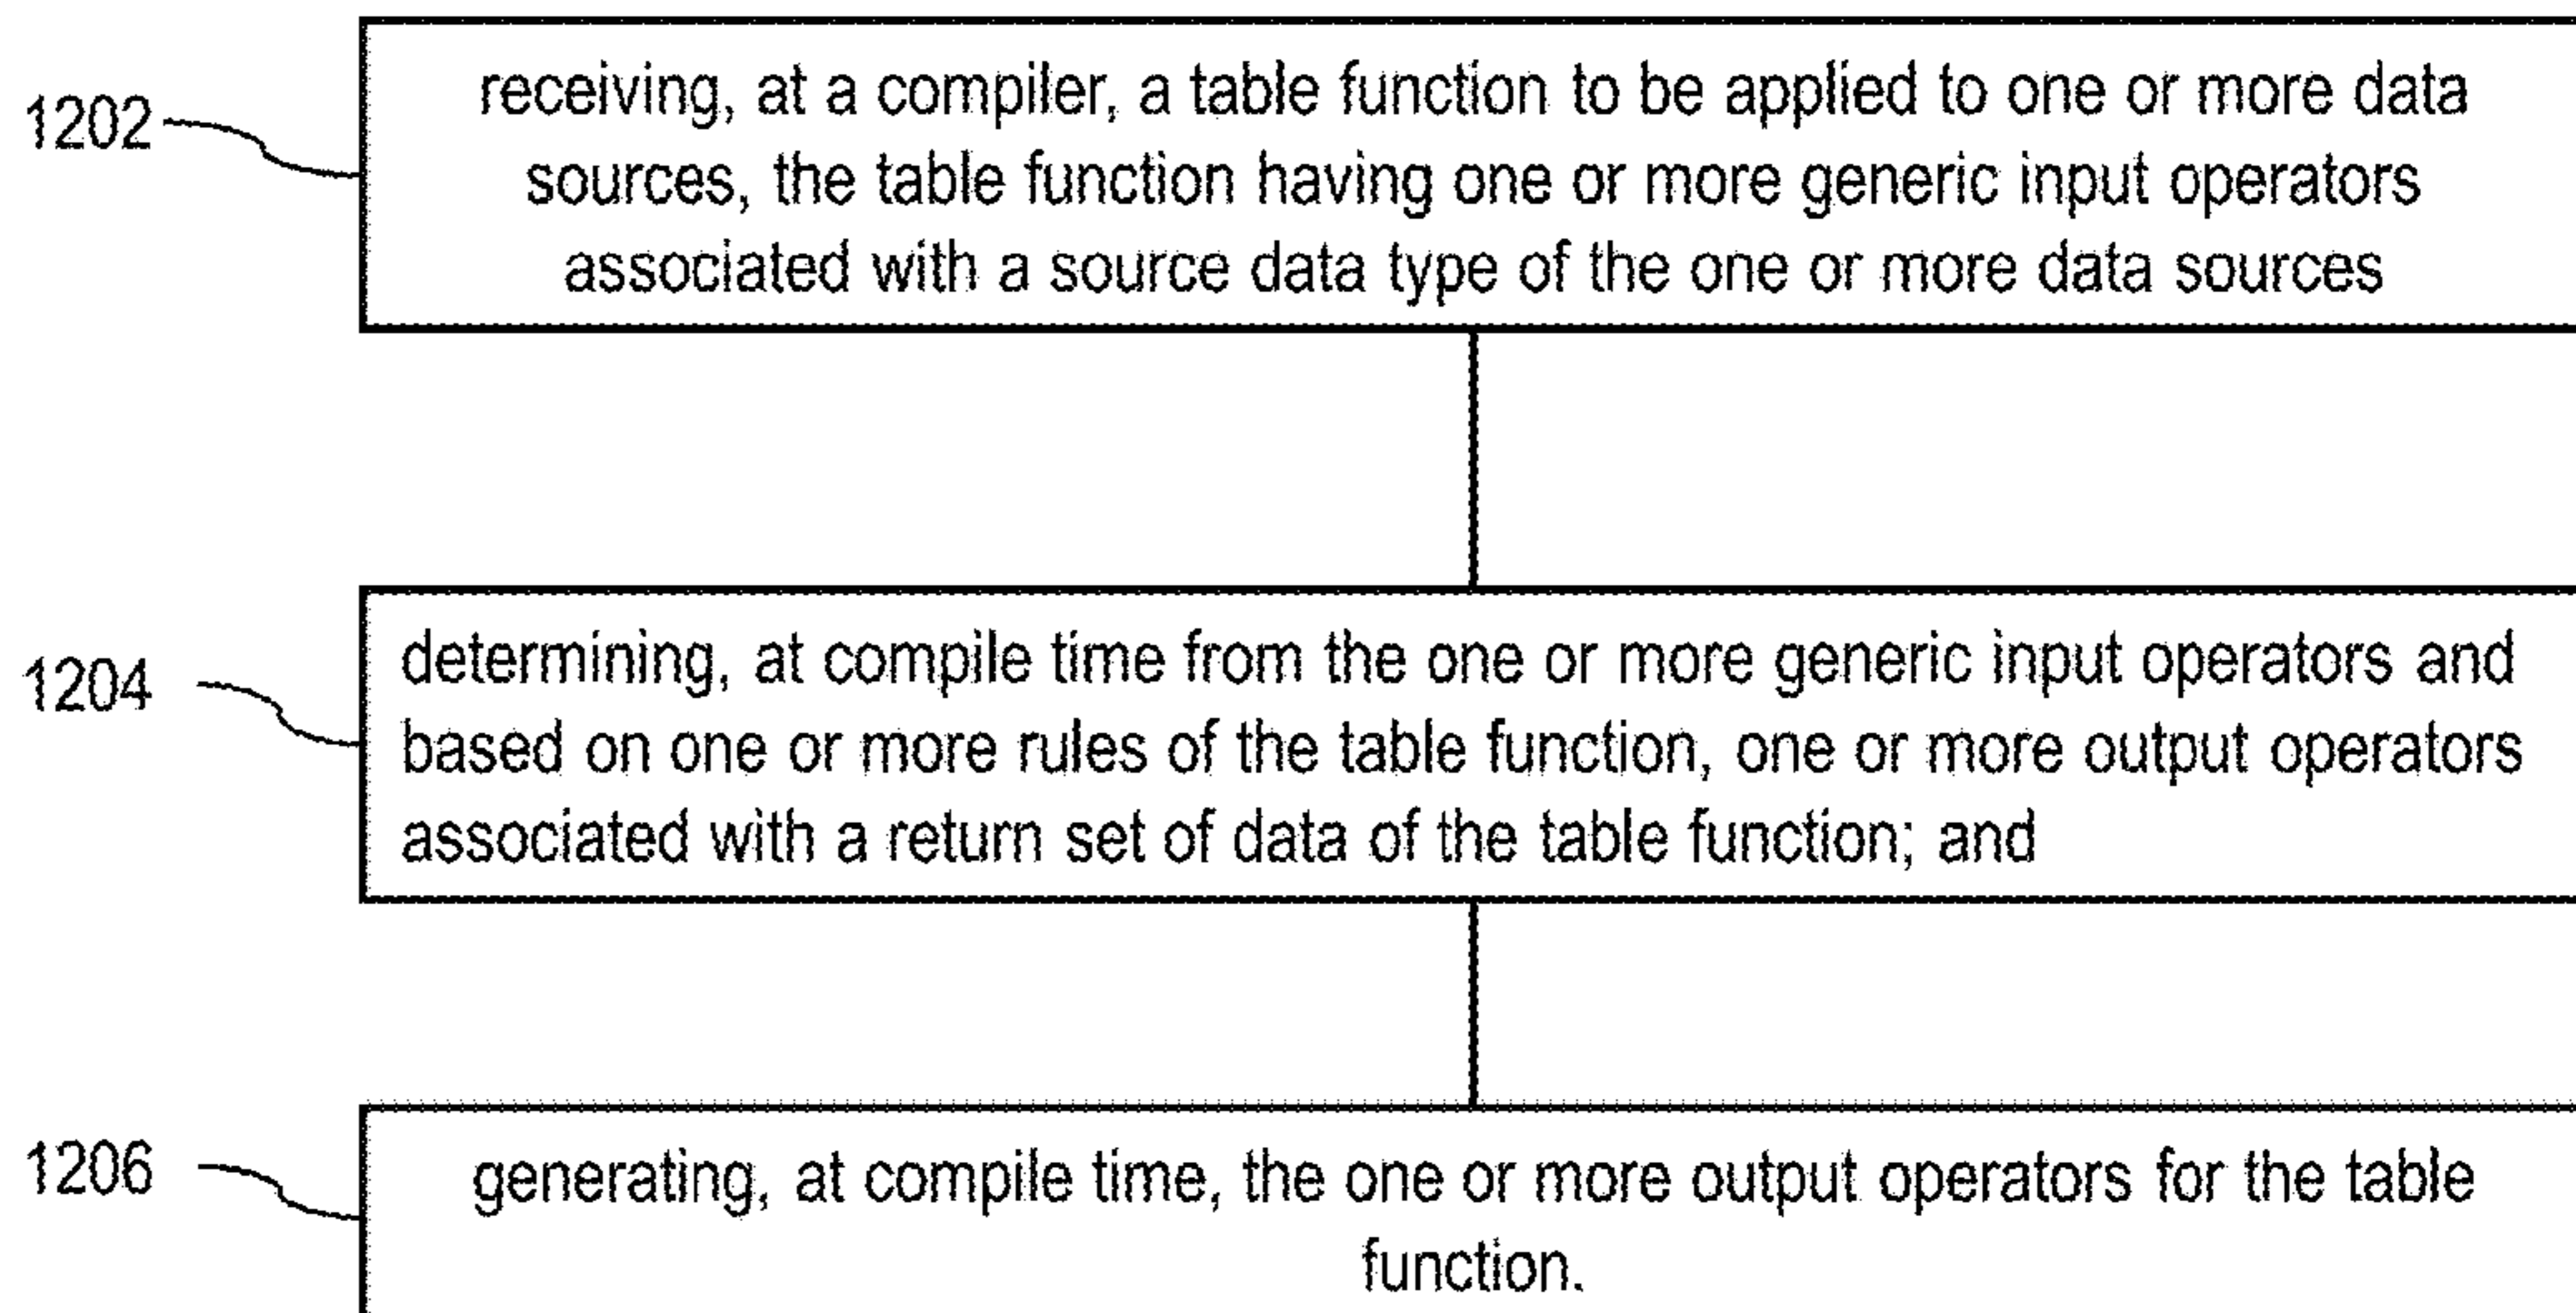 1202
receiving, at a compiler, a table function to be applied to one or more data
sources, the table function having one or more generic input operators
associated with a source data type of the one or more data sources
1204
determining, at compile time from the one or more generic input operators and
based on one or more rules of the table function, one or more output operators
associated with a return set of data of the table function; and
1206
generating, at compile time, the one or more output operators for the table
function.